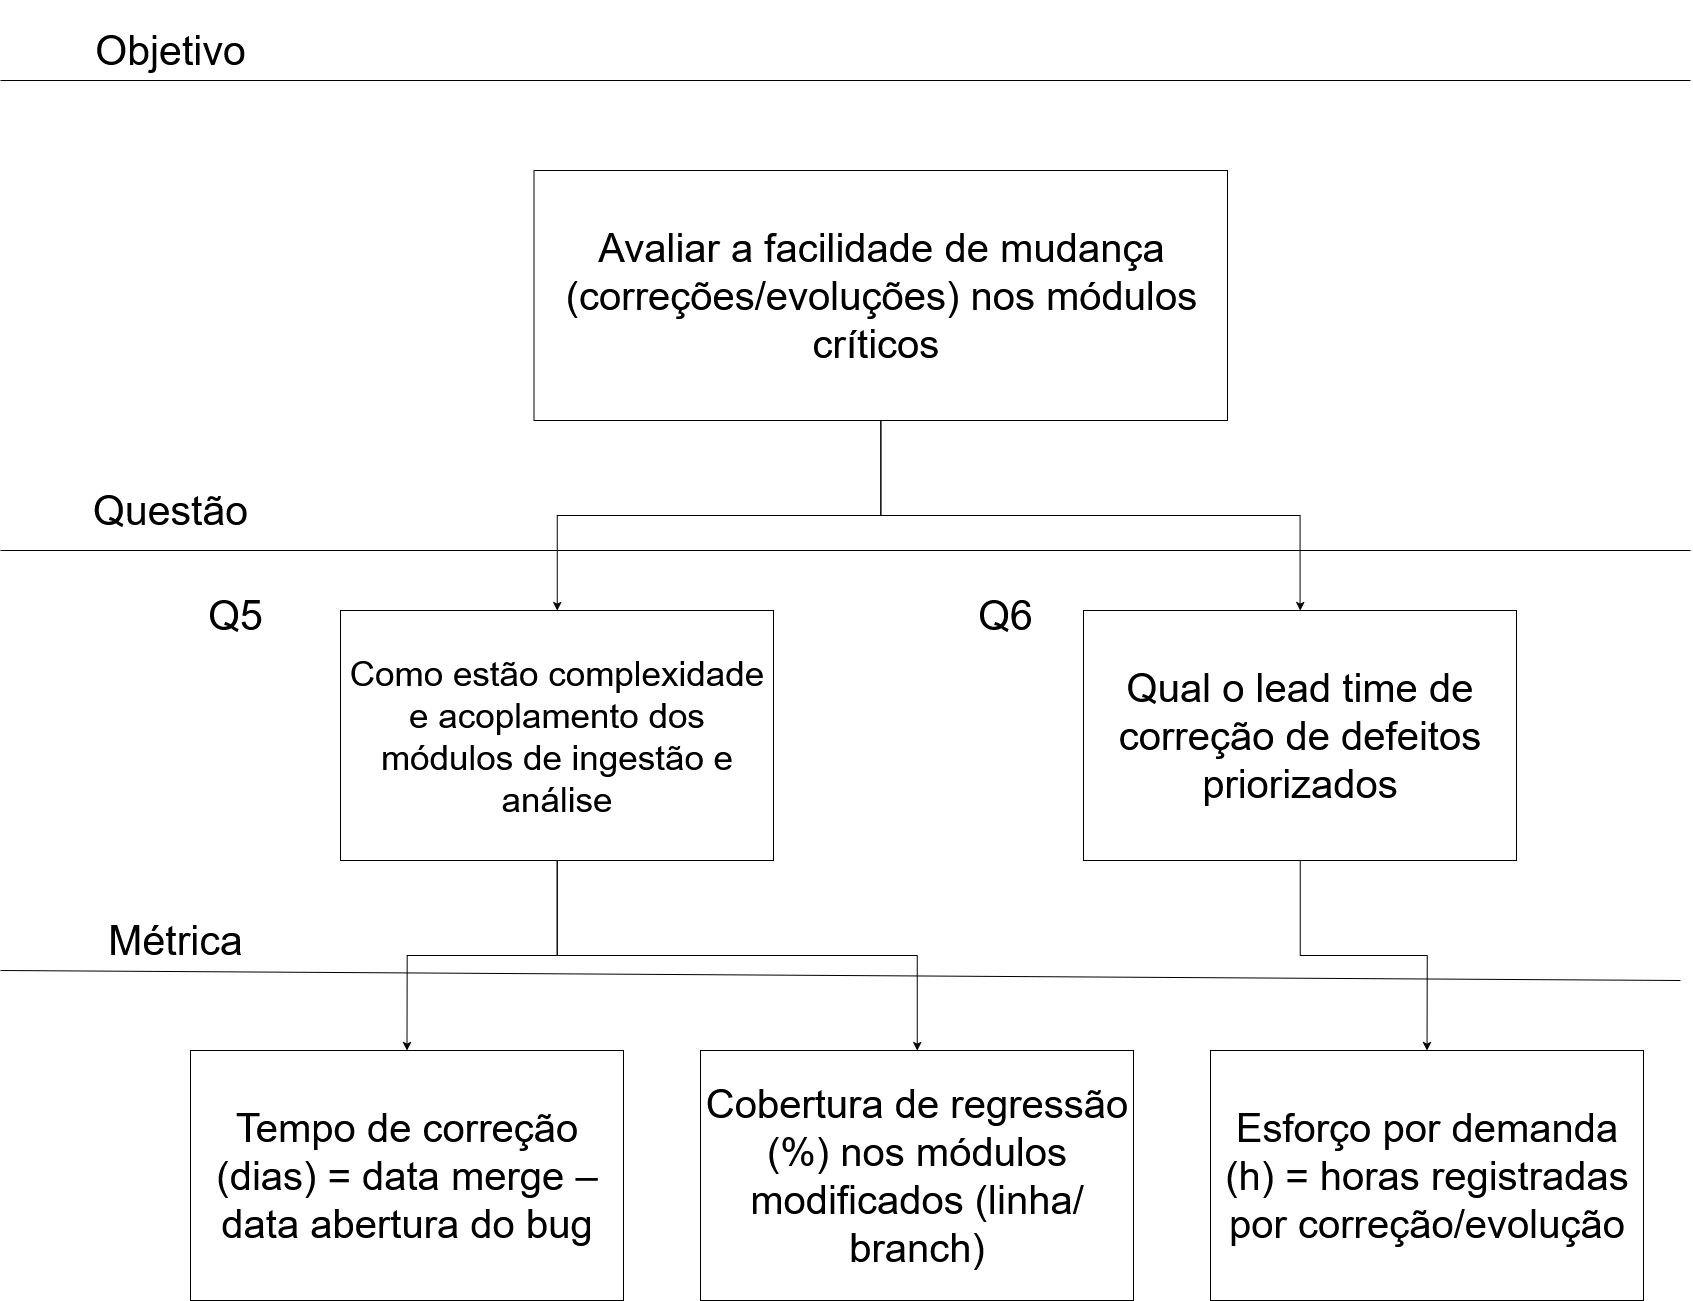 Objetivo
Avaliar a facilidade de mudança
(correções/evoluções) nos módulos
críticos
Questão
Q5
Como estão complexidade
e acoplamento dos
módulos de ingestão e
análise
Q6
Qual o lead time de
correção de defeitos
priorizados
Métrica
Tempo de correção
(dias) = data merge –
data abertura do bug
Cobertura de regressão
(%) nos módulos
modificados (linha/
branch)
Esforço por demanda
(h) = horas registradas
por correção/evolução